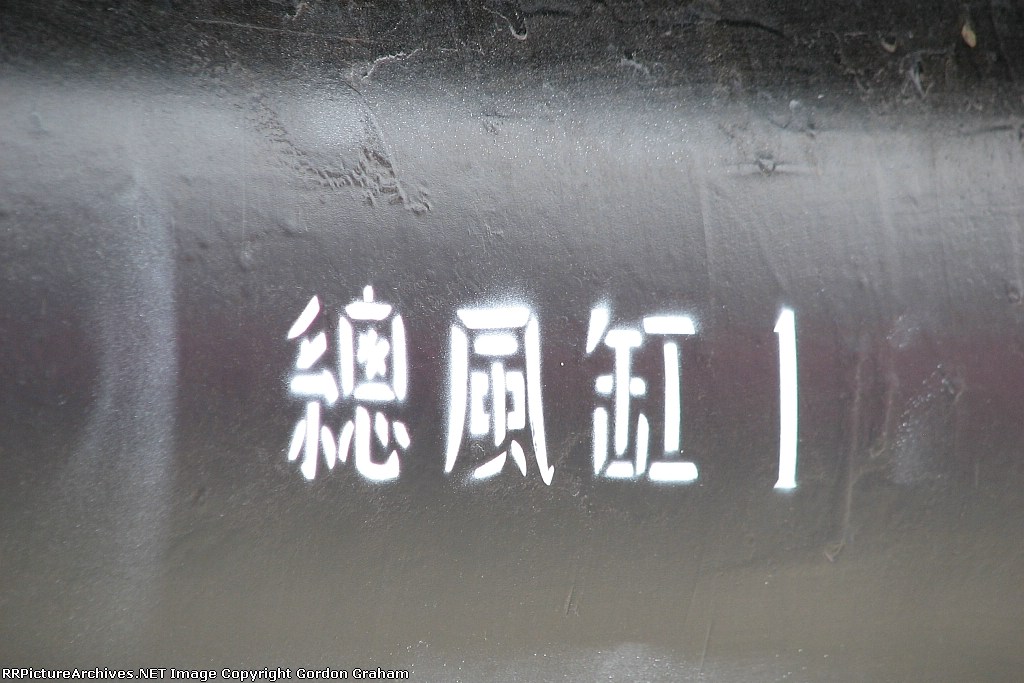 總風缸1
RRPictureArchives.NET Image Copyright Gordon Graham